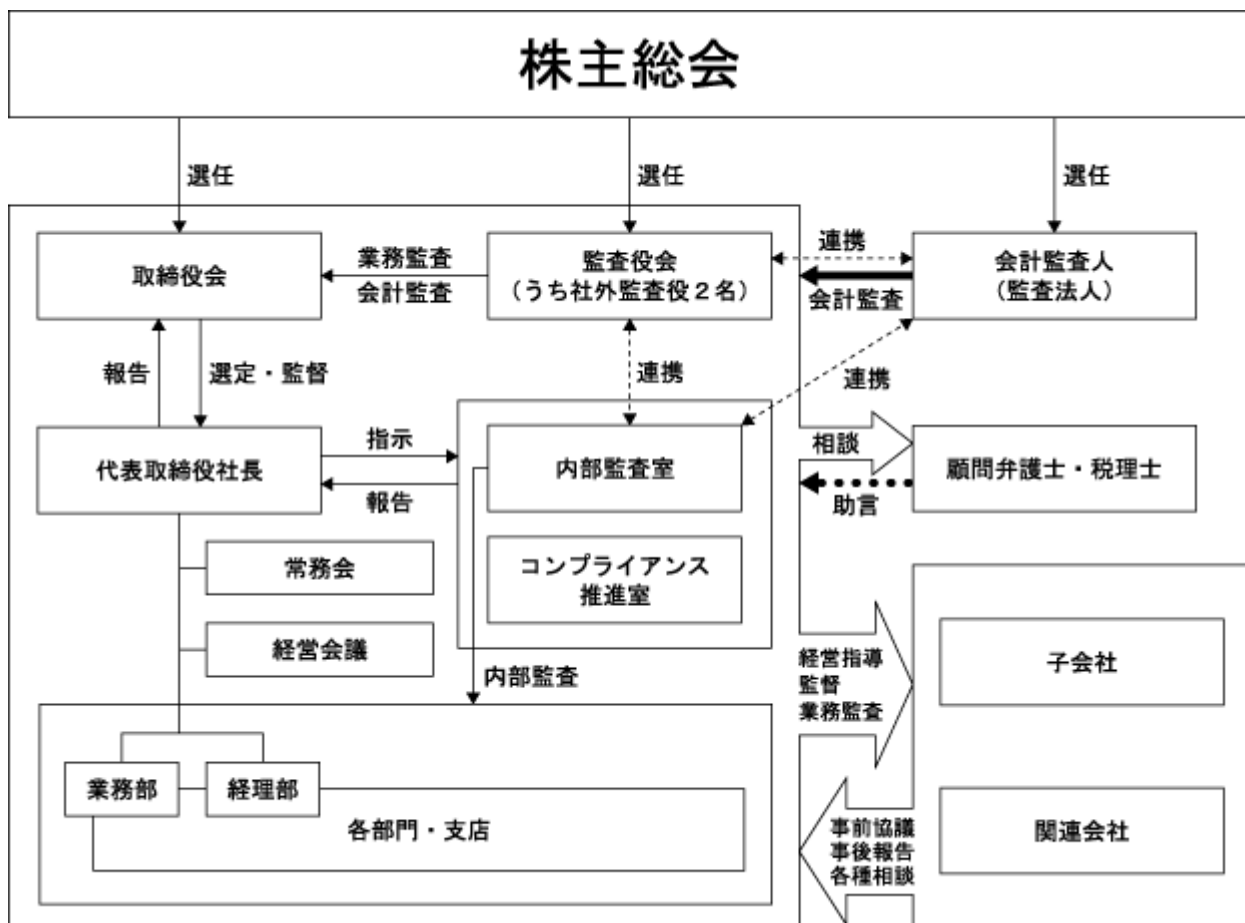 株主総会
選任
選任
選任
取締役会
業務監査
会計監査
監査役会
（うち社外監査役２名）
連携
会計監査
会計監査人
（監査法人）
報告
選定・監督
連携
連携
代表取締役社長
指示
報告
内部監査室
相談
助言
顧問弁護士・税理士
常務会
コンプライアンス
推進室
経営会議
内部監査
経営指導
監督
業務監査
子会社
業務部
経理部
各部門・支店
事前協議
事後報告
各種相談
関連会社